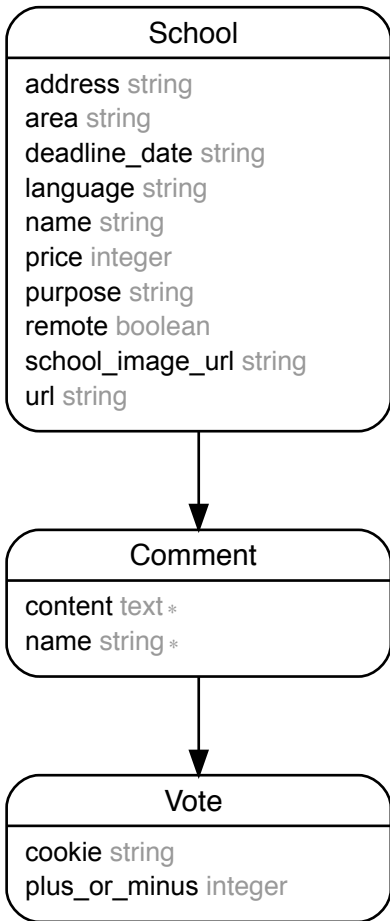 School
address string
area string
deadline_date string
language string
name string
price integer
purpose string
remote boolean
school_image_url string
url string
Comment
content text *
name string *
Vote
cookie string
plus_or_minus integer